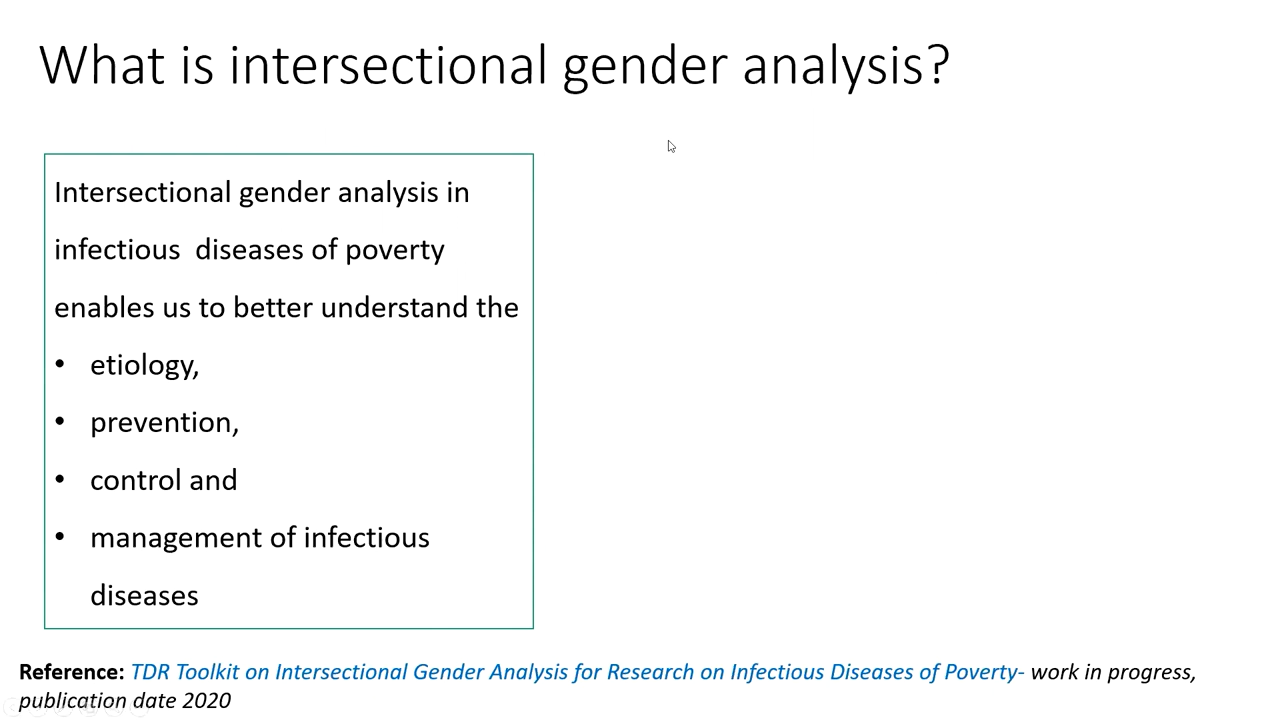 What is intersectional gender analysis?
Intersectional gender analysis in
infectious  diseases of poverty
enables us to better understand the
• etiology,
• prevention,
• control and
• management of infectious
diseases
Reference: TDR Toolkit on Intersectional Gender Analysis for Research on Infectious Diseases of Poverty- work in progress,
publication date 2020